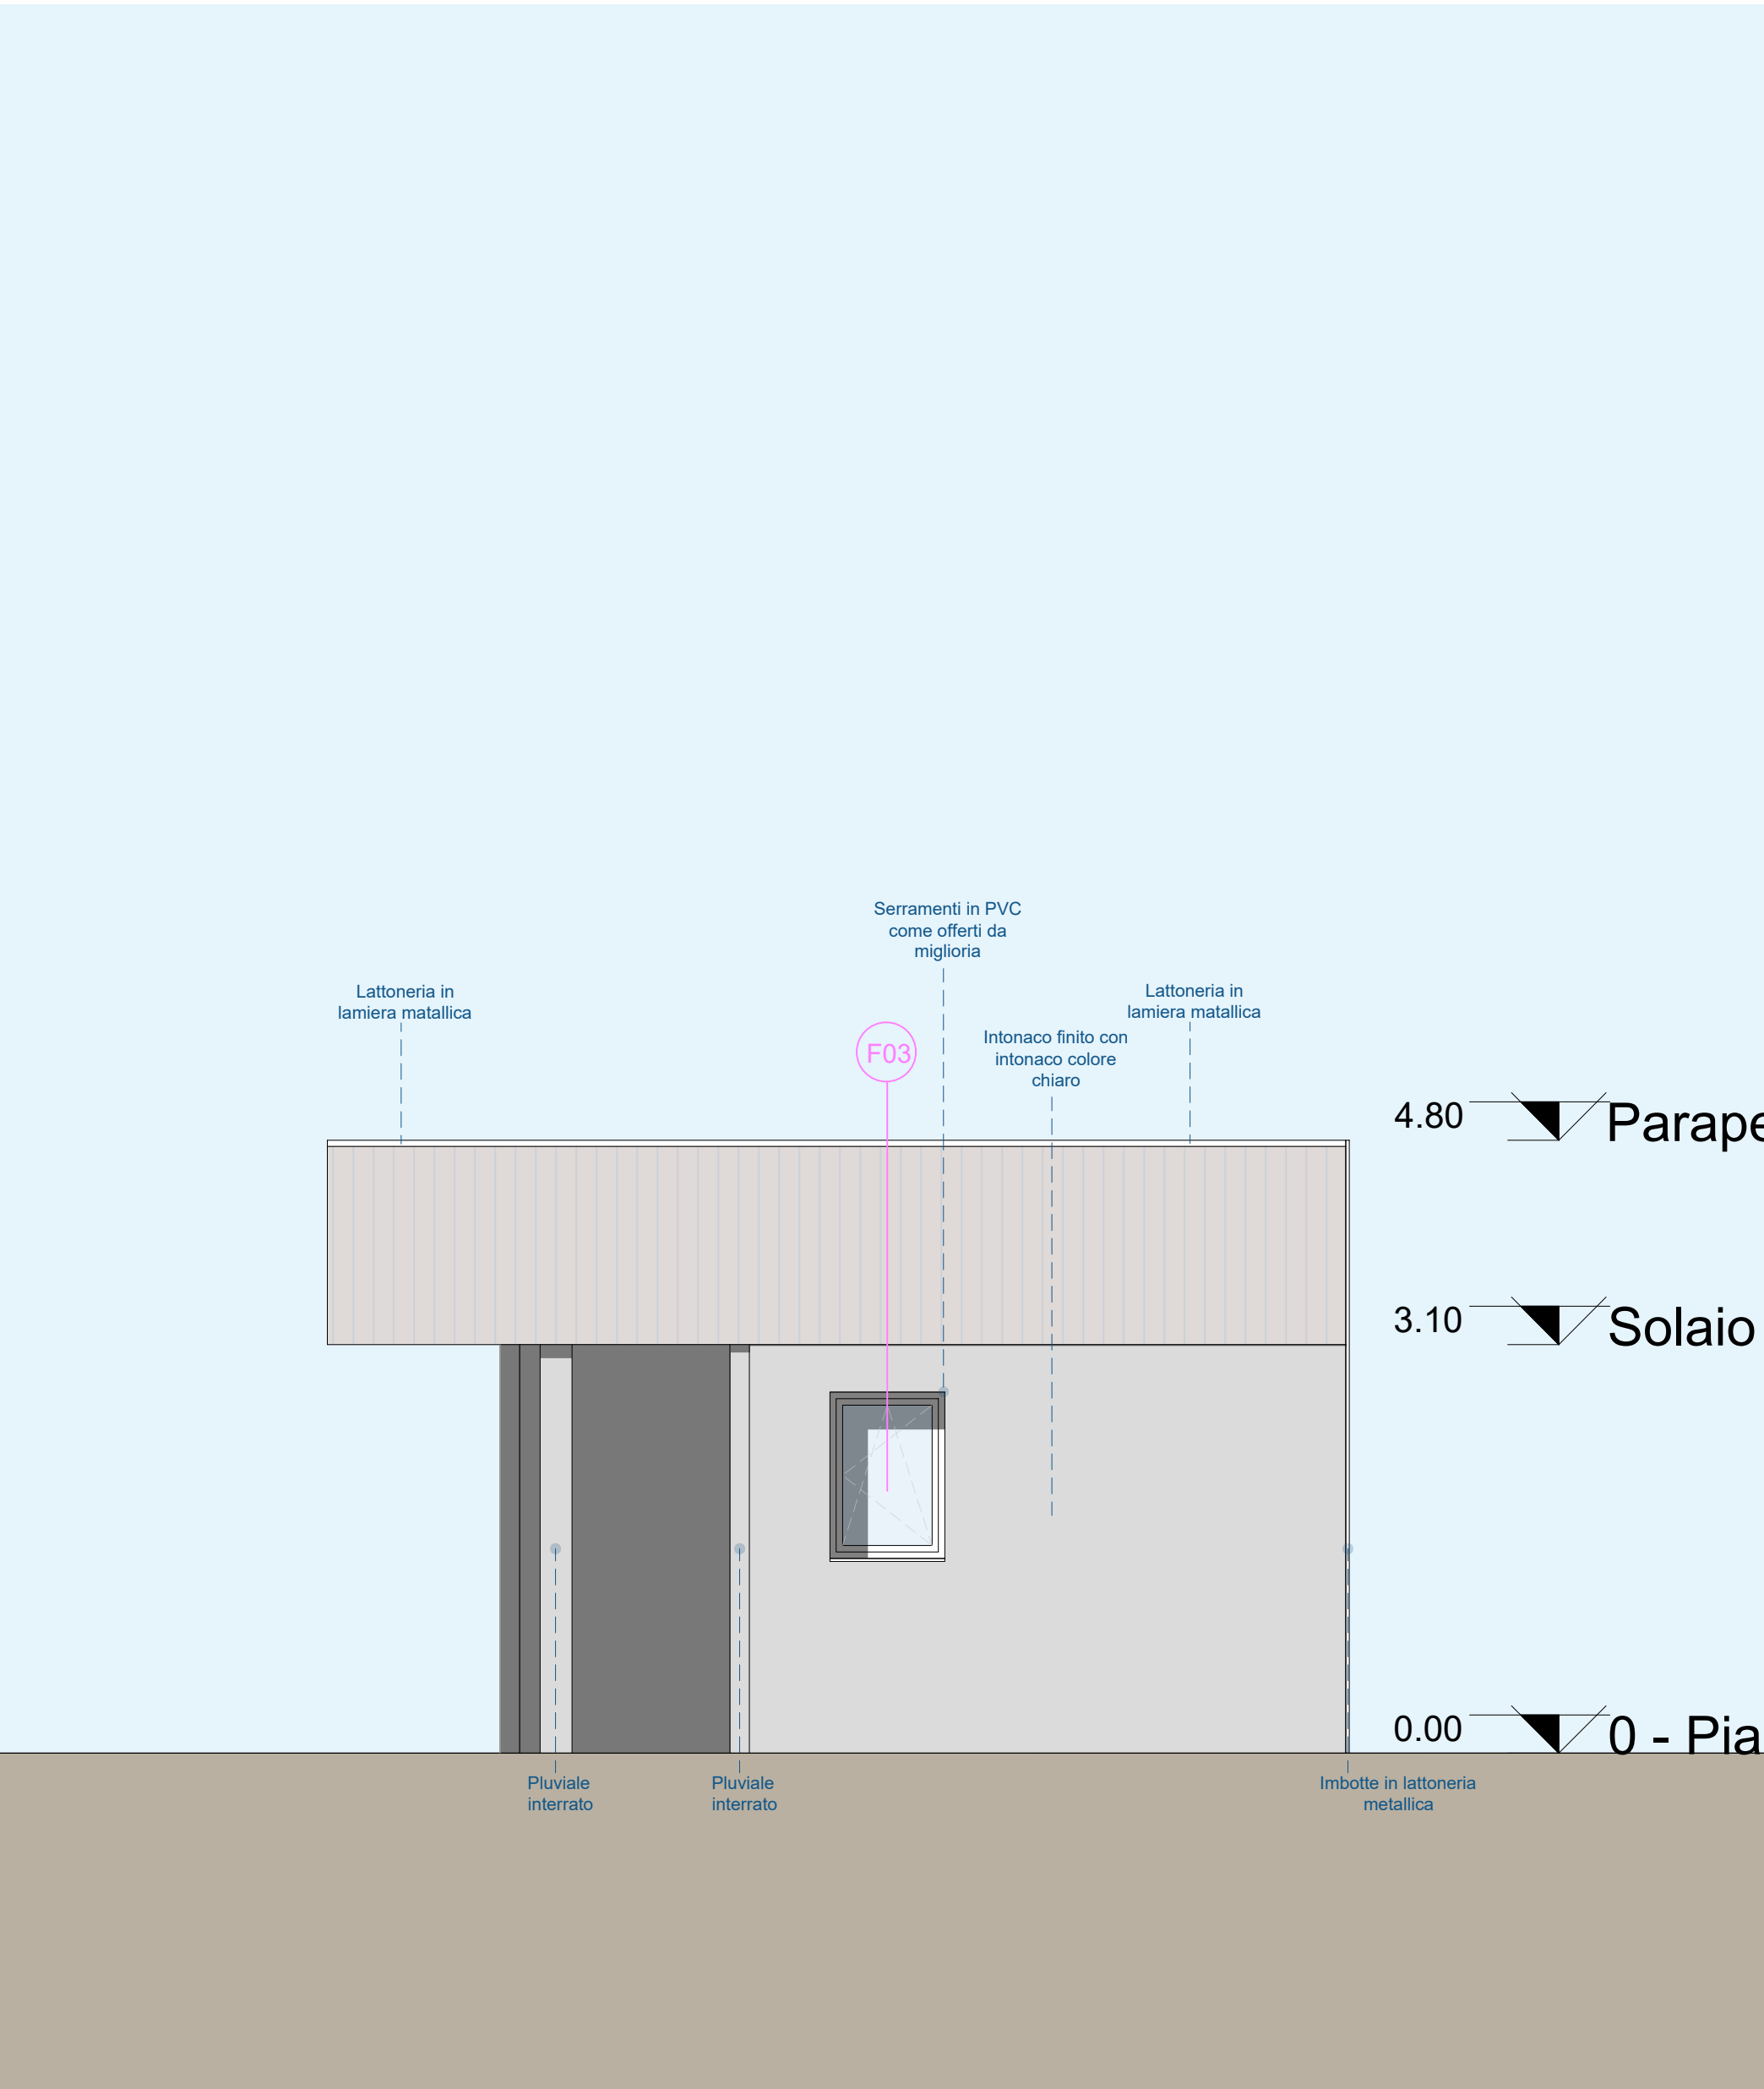 Serramenti in PVC
come offerti da
miglioria
Lattoneria in
lamiera matallica
Lattoneria in
lamiera matallica
F03
Intonaco finito con
intonaco colore
chiaro
4.80 Parape
3.10 Solaio
0.00 0 - Pia
Pluviale
interrato
Pluviale
interrato
Imbotte in lattoneria
metallica